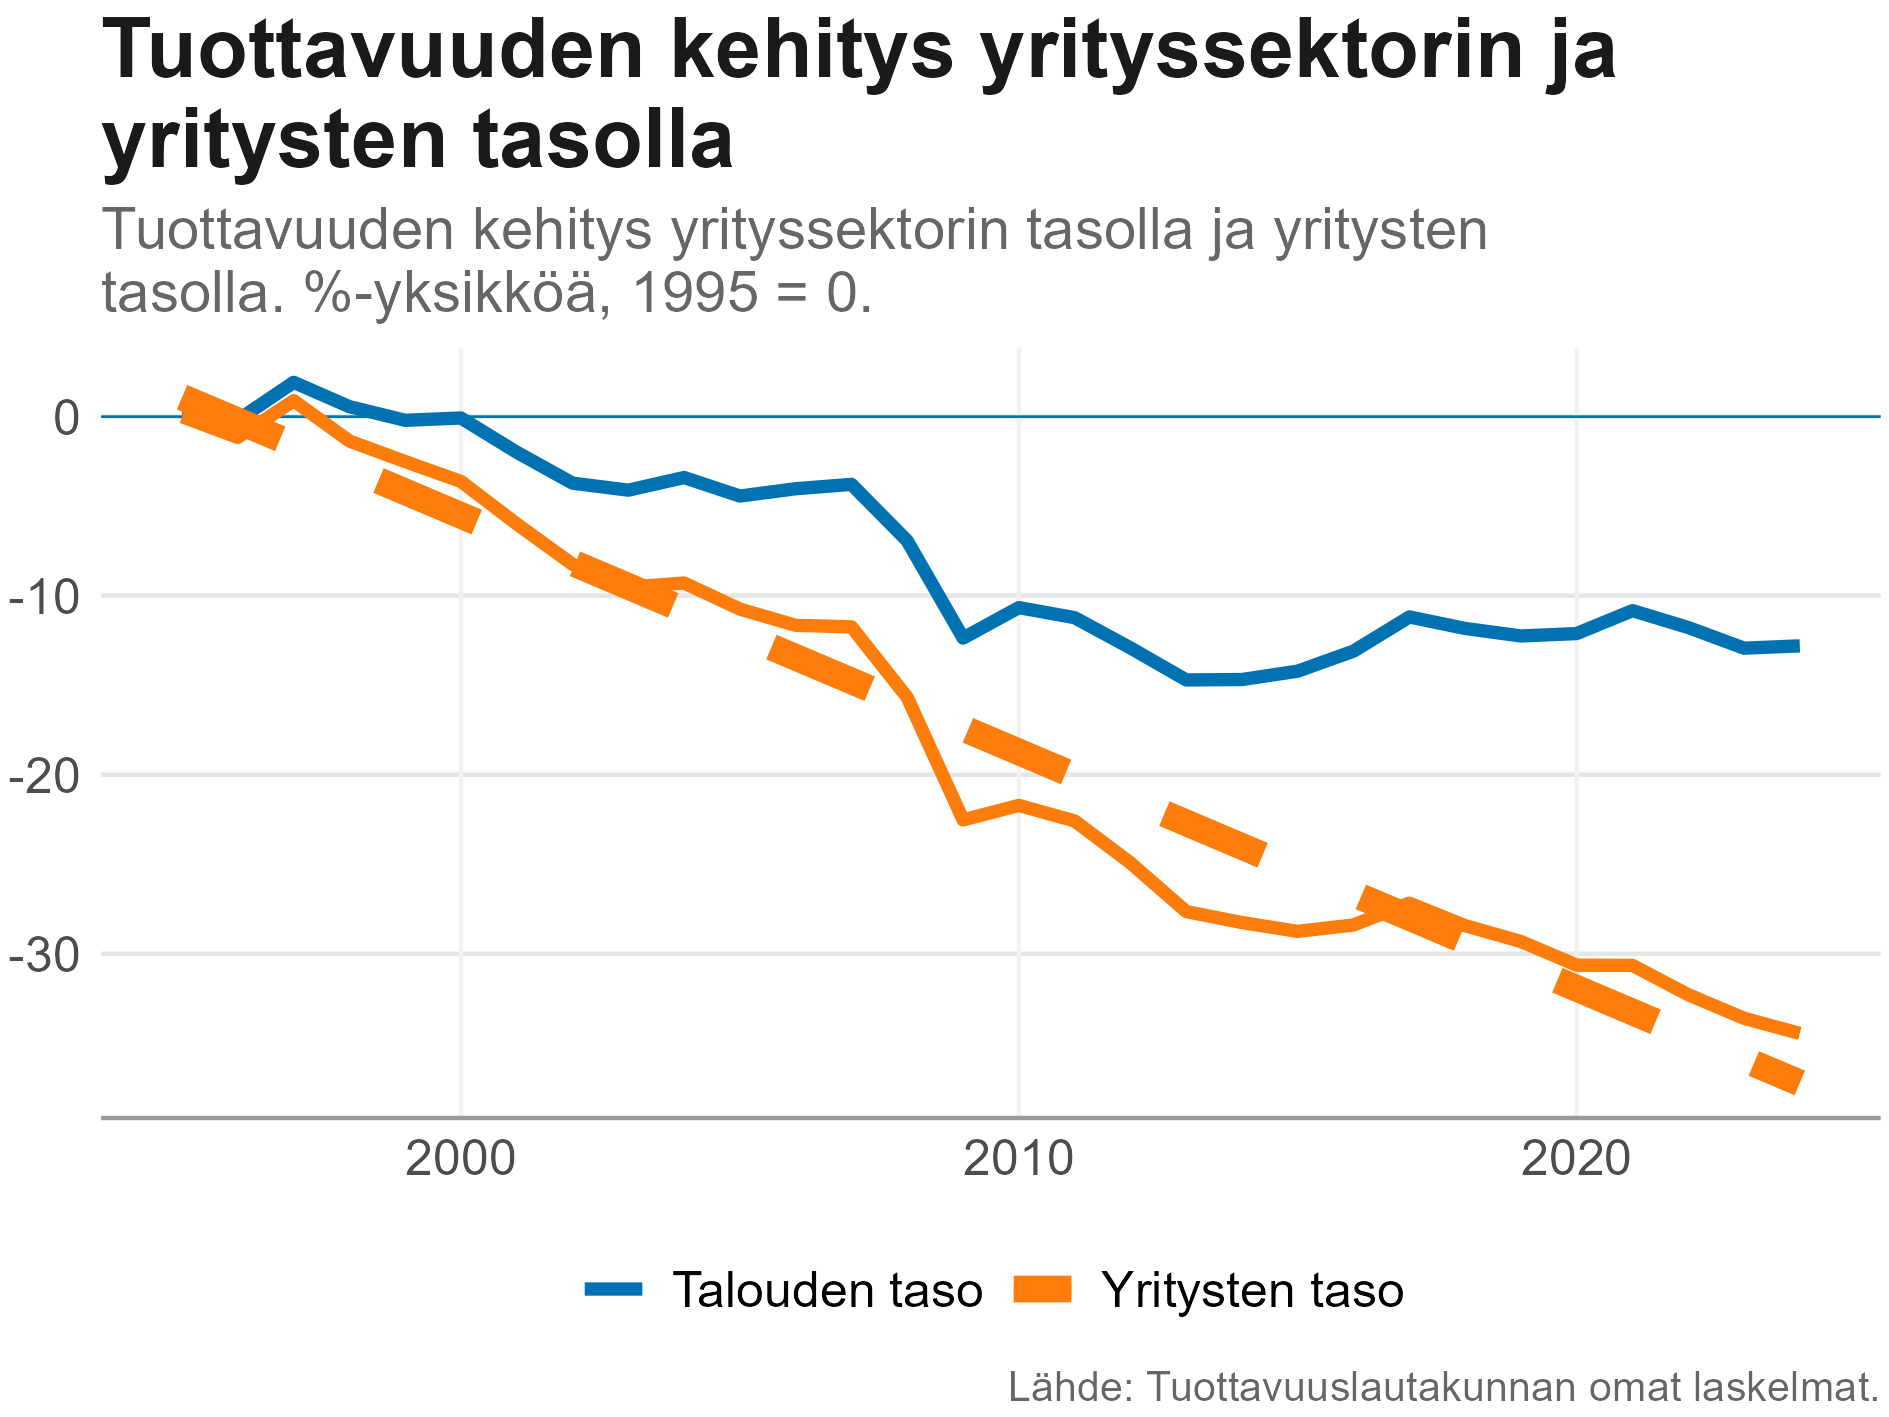 Tuottavuuden kehitys yrityssektorin ja
yritysten tasolla
Tuottavuuden kehitys yrityssektorin tasolla ja yritysten
tasolla. %-yksikköä, 1995 = 0.
0
-10
-20
-30
2000 2010 2020
Talouden taso Yritysten taso
Lähde: Tuottavuuslautakunnan omat laskelmat.